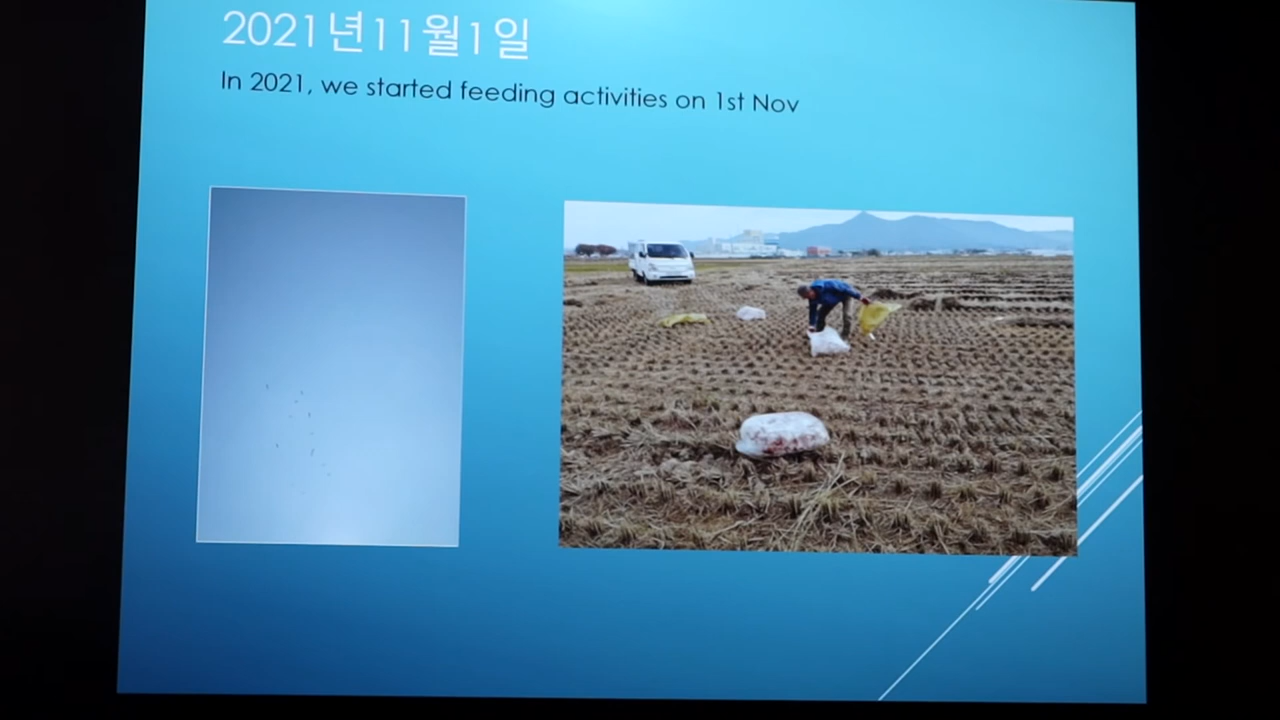 2021년11월1일
In 2021, we started feeding activities on 1st Nov